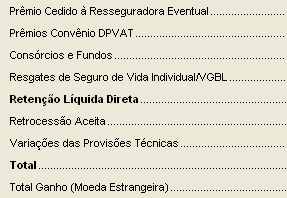 Prêmio Cedido à Resseguradora Eventual..............................
Prêmios Convênio DPVAT..............................
Consórcios e Fundos..............................
Resgates de Seguro de Vida Individual/VGBL..............................
Retenção Líquida Direta..............................
Retrocessão Aceita..............................
Variações das Provisões Técnicas..............................
Total..............................
Total Ganho (Moeda Estrangeira)..............................